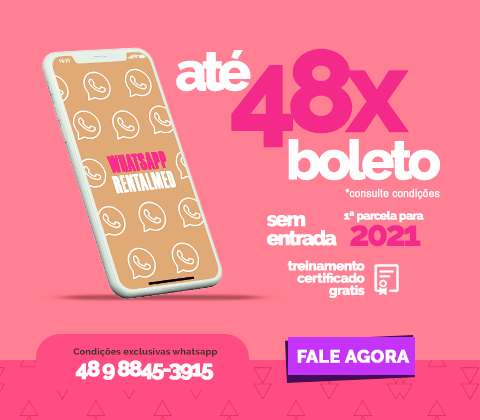 até
48x
boleto
*consulte condições
sem
entrada
1ª parcela para
2021
treinamento
certificado
gratis
WHATSAPP
RENTALMED
Condições exclusivas whatsapp
48 9 8845-3915
FALE AGORA